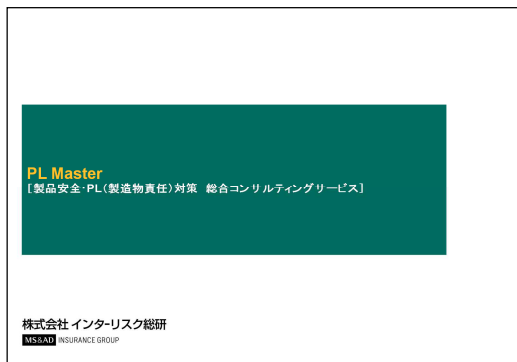 PL Master
[製品安全・PL(製造物責任)対策 総合コンサルティングサービス]
株式会社 インターリスク総研
MS&AD INSURANCE GROUP